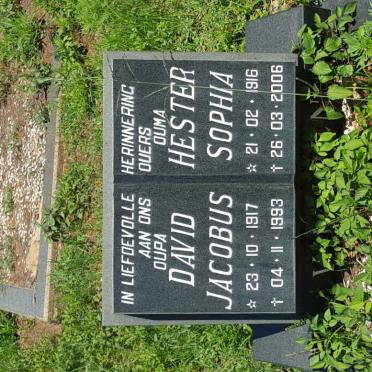 IN LIEFDEVOLLE HERINNERING
AAN ONS OUERS
OUPA OUMA
DAVID HESTER
JACOBUS SOPHIA
☆ 23 · 10 · 1917 ☆ 21 · 02 · 1916
† 04 · 11 · 1993 † 26 · 03 · 2006